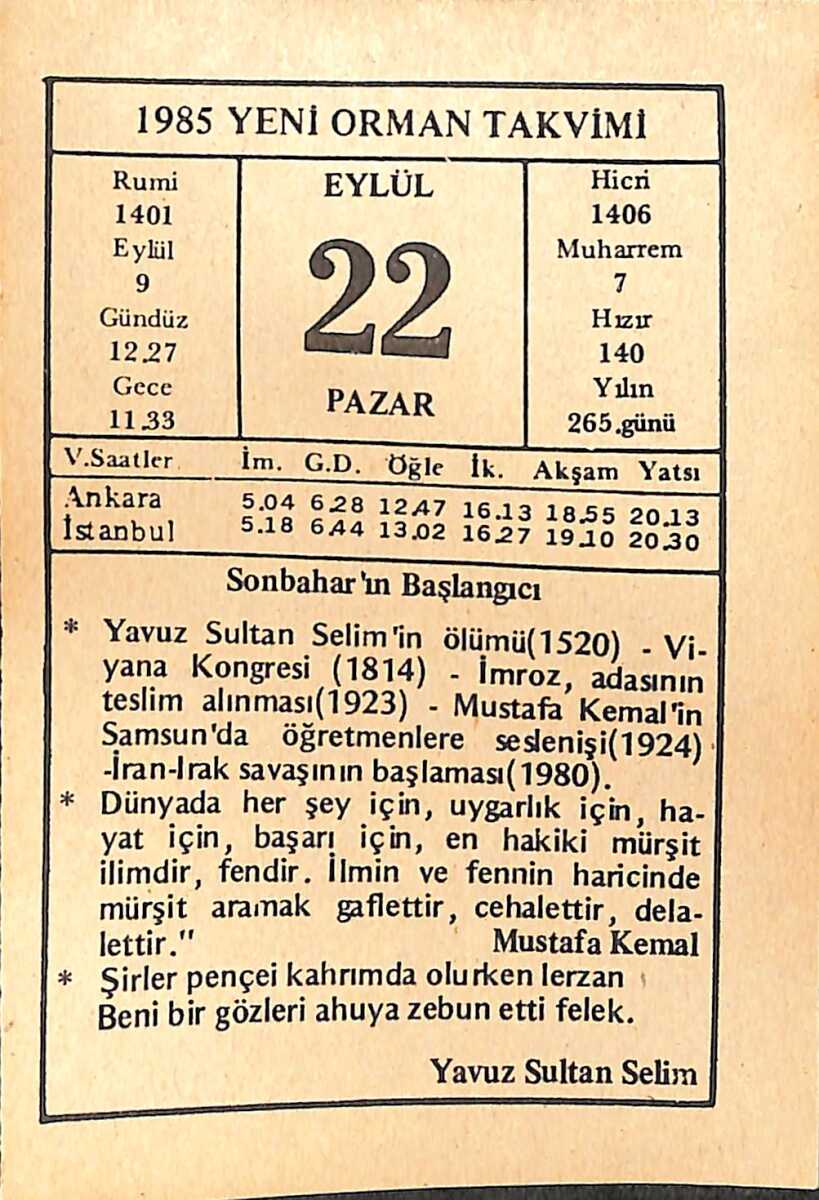 1985 YENİ ORMAN TAKVİMİ
Rumi
1401
Eylül
9
Gündüz
12.27
Gece
11.33
EYLÜL
22
PAZAR
Hicri
1406
Muharrem
7
Hızır
140
Yılın
265.günü
V.Saatler İm. G.D. Öğle İk. Akşam Yatsı
Ankara 5.04 6.28 12.47 16.13 18.55 20.13
İstanbul 5.18 6.44 13.02 16.27 19.10 20.30
Sonbahar'ın Başlangıcı
* Yavuz Sultan Selim'in ölümü(1520) - Vi-
yana Kongresi (1814) - İmroz, adasının
teslim alınması(1923) - Mustafa Kemal'in
Samsun'da öğretmenlere seslenişi(1924)
-İran-Irak savaşının başlaması(1980).
* Dünyada her şey için, uygarlık için, ha-
yat için, başarı için, en hakiki mürşit
ilimdir, fendir. İlmin ve fennin haricinde
mürşit aramak gaflettir, cehalettir, dela-
lettir." Mustafa Kemal
* Şirler pençei kahrımda olurken lerzan
Beni bir gözleri ahuya zebun etti felek.
Yavuz Sultan Selim